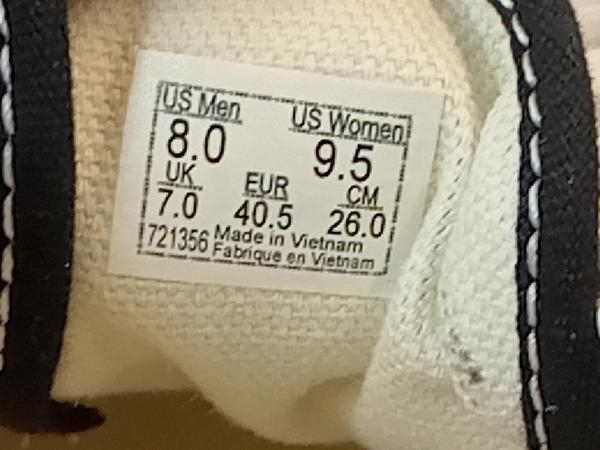 US Men US Women
8.0 9.5
UK EUR CM
7.0 40.5 26.0
721356 Made in Vietnam
Fabrique en Vietnam